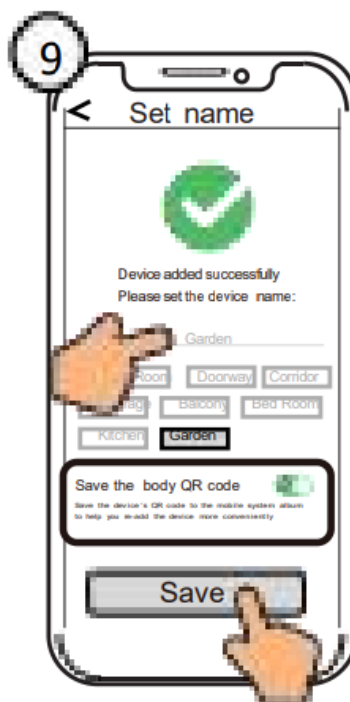 9
< Set name
Device added successfully
Please set the device name:
Garden
Room Doorway Corridor
Balcony Bed Room
Kitchen Garden
Save the body QR code
Save the device's QR code to the mobile system album
to help you re-add the device more conveniently
Save